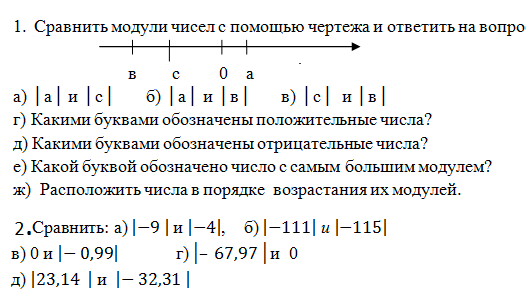 1. Сравнить модули чисел с помощью чертежа и ответить на вопро
в с 0 а
а) |а| и |с| б) |а| и |в| в) |с| и |в|
г) Какими буквами обозначены положительные числа?
д) Какими буквами обозначены отрицательные числа?
е) Какой буквой обозначено число с самым большим модулем?
ж) Расположить числа в порядке возрастания их модулей.
2.Сравнить: а) |−9 | и |−4|, б) |−111| и |−115|
в) 0 и |− 0,99| г) |− 67,97 | и 0
д) |23,14 | и |− 32,31 |